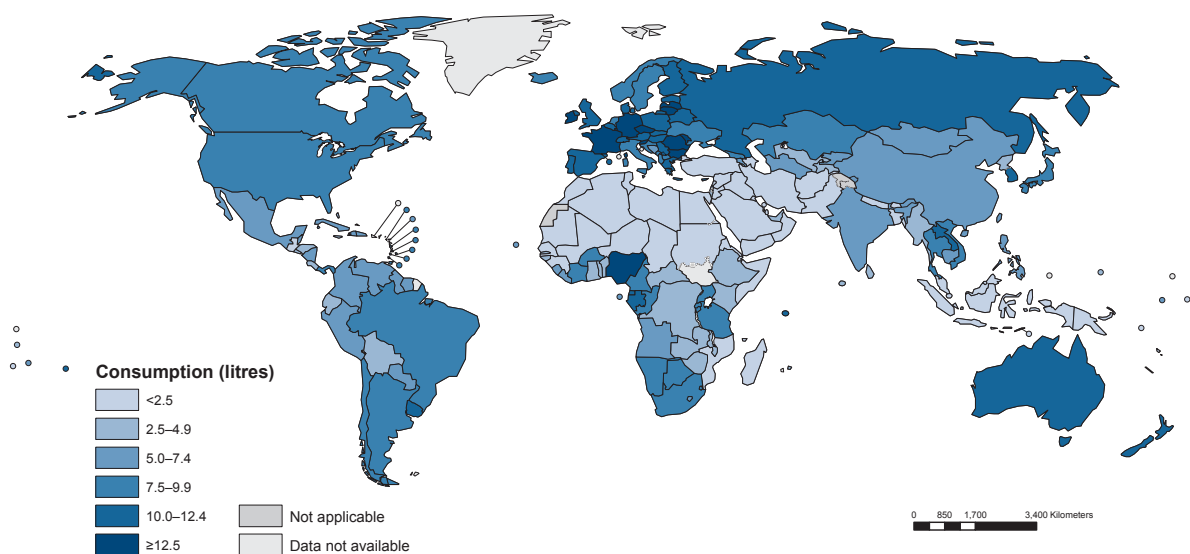 Consumption (litres)
<2.5
2.5–4.9
5.0–7.4
7.5–9.9
10.0–12.4
≥12.5
Not applicable
Data not available
0 850 1,700 3,400 Kilometers